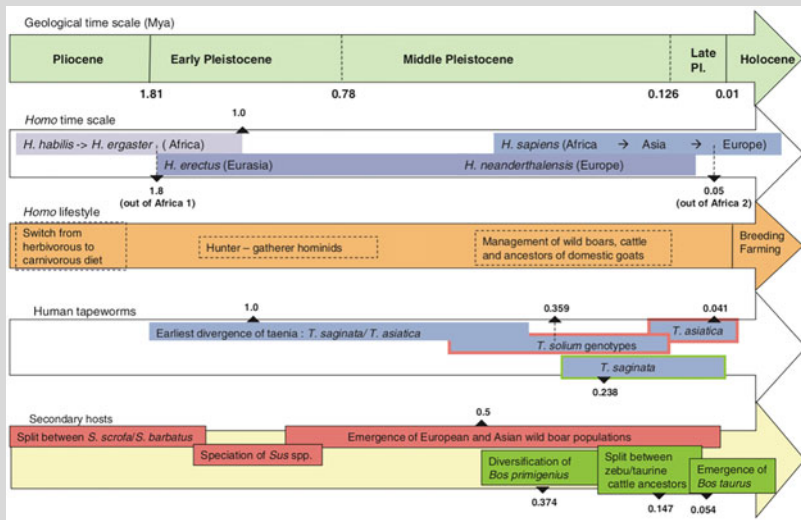 Geological time scale (Mya)
Pliocene
Early Pleistocene
Middle Pleistocene
Late
Pl.
Holocene
1.81
0.78
0.126
0.01
Homo time scale
1.0
H. habilis -> H. ergaster ( Africa)
H. sapiens (Africa → Asia → Europe)
H. erectus (Eurasia)
H. neanderthalensis (Europe)
1.8
(out of Africa 1)
0.05
(out of Africa 2)
Homo lifestyle
Switch from
herbivorous to
carnivorous diet
Hunter – gatherer hominids
Management of wild boars, cattle
and ancestors of domestic goats
Breeding
Farming
Human tapeworms
1.0
0.359
0.041
Earliest divergence of taenia : T. saginata/ T. asiatica
T. asiatica
T. solium genotypes
T. saginata
0.238
Secondary hosts
0.5
Split between S. scrofa/S. barbatus
Emergence of European and Asian wild boar populations
Speciation of Sus spp.
Diversification of
Bos primigenius
Split between
zebu/taurine
cattle ancestors
Emergence of
Bos taurus
0.374
0.147
0.054